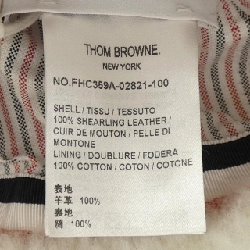 THOM BROWNE.
NEW YORK
NO.FHC369A-02821-100
SHELL / TISSU / TESSUTO
100% SHEARLING LEATHER /
CUIR DE MOUTON / PELLE DI
MONTONE
LINING / DOUBLURE / FODERA
100% COTTON / COTON / COTONE
表地
羊革 100%
裏地
綿 100%